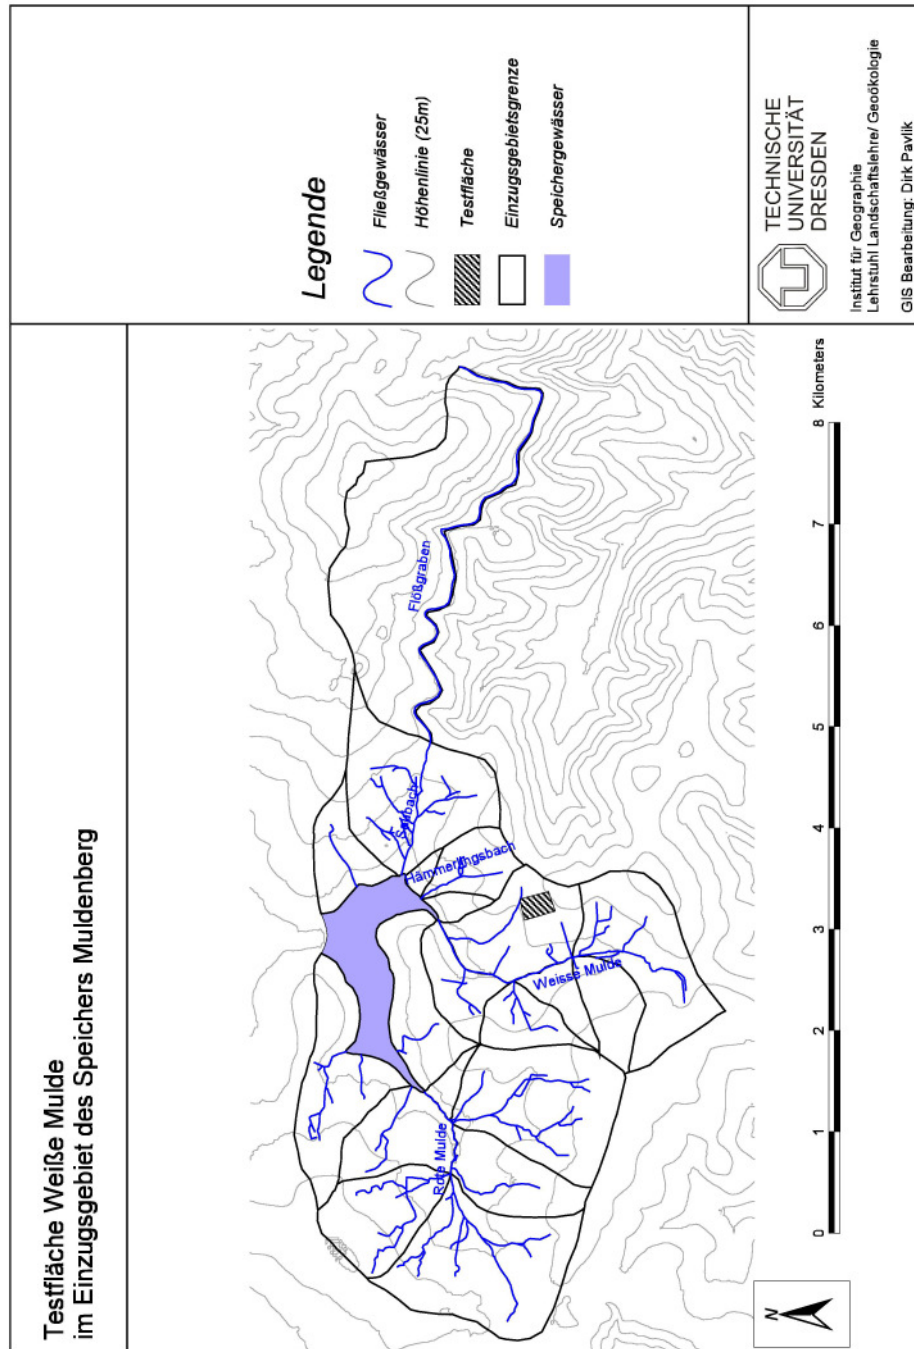 Testfläche Weiße Mulde
im Einzugsgebiet des Speichers Muldenberg
Rote Mulde
Weisse Mulde
Hämmerlingsbach
Saubach
Flößgraben
N
0 1 2 3 4 5 6 7 8 Kilometers
Legende
Fließgewässer
Höhenlinie (25m)
Testfläche
Einzugsgebietsgrenze
Speichergewässer
TECHNISCHE
UNIVERSITÄT
DRESDEN
Institut für Geographie
Lehrstuhl Landschaftslehre/ Geoökologie
GIS Bearbeitung: Dirk Pavlik